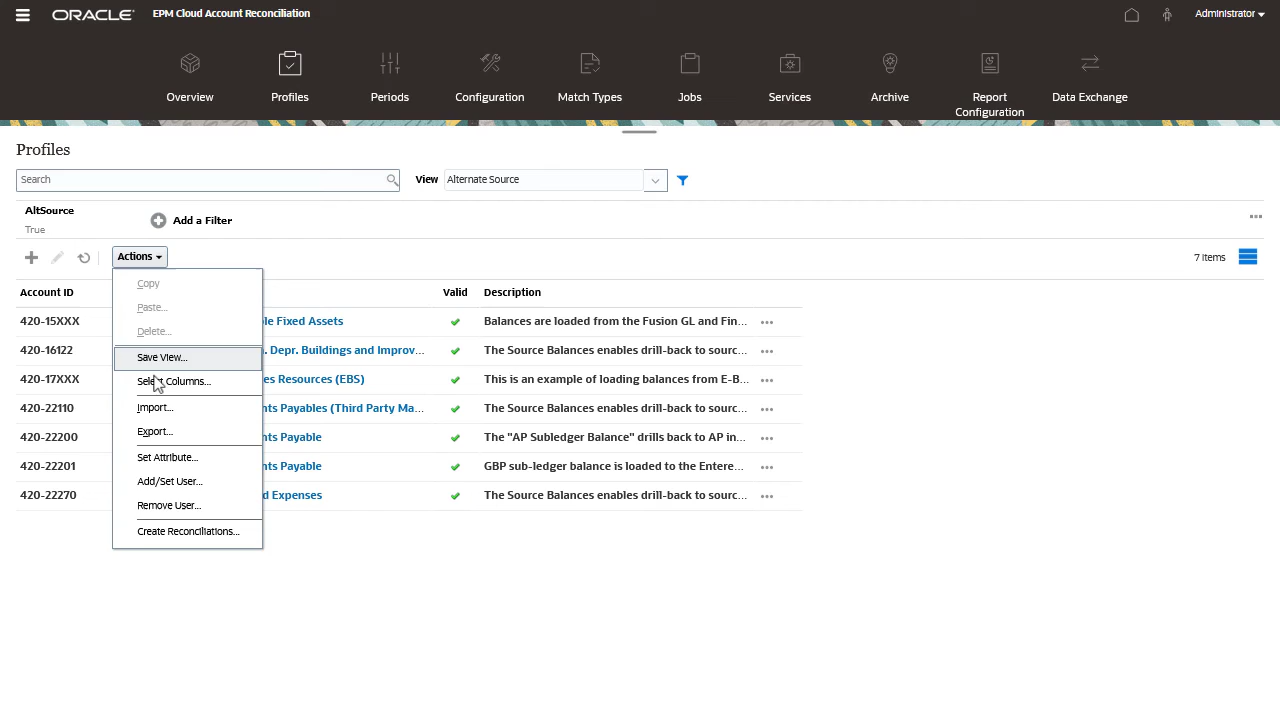 ORACLE EPM Cloud Account Reconciliation Administrator
Overview Profiles Periods Configuration Match Types Jobs Services Archive Report Configuration Data Exchange
Profiles
Search View Alternate Source
AltSource
True
Add a Filter
Actions 7 Items
Copy
Paste...
Delete...
Save View...
Select Columns...
Import...
Export...
Set Attribute...
Add/Set User...
Remove User...
Create Reconciliations...
Account ID Valid Description
420-15XXX le Fixed Assets Balances are loaded from the Fusion GL and Fin...
420-16122 . Depr. Buildings and Improv... The Source Balances enables drill-back to sourc...
420-17XXX es Resources (EBS) This is an example of loading balances from E-B...
420-22110 nts Payables (Third Party Ma... The Source Balances enables drill-back to sourc...
420-22200 nts Payable The "AP Subledger Balance" drills back to AP in...
420-22201 nts Payable GBP sub-ledger balance is loaded to the Entere...
420-22270 d Expenses The Source Balances enables drill-back to sourc...